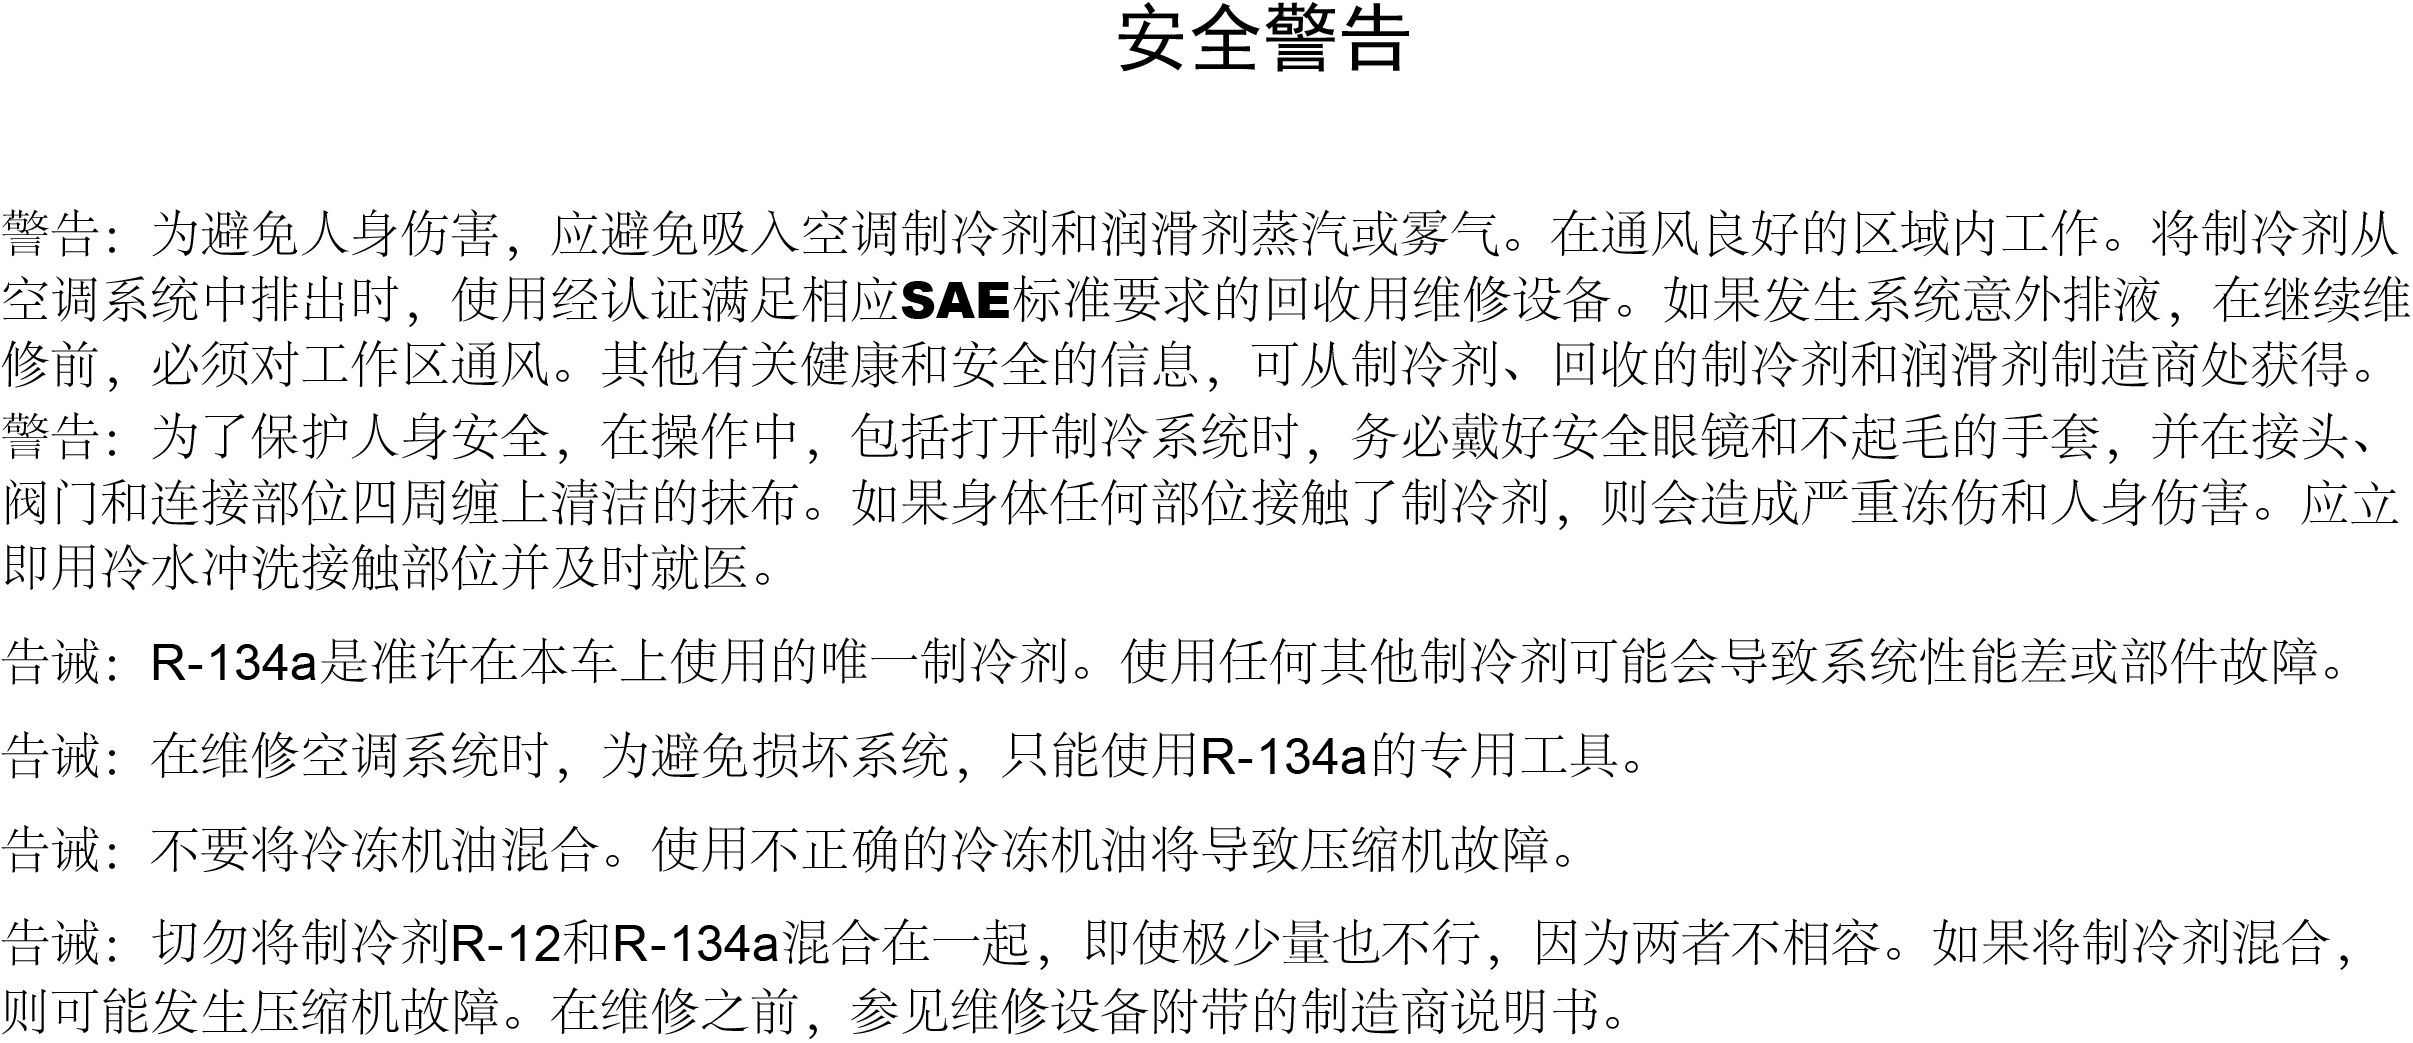 安全警告
警告：为避免人身伤害，应避免吸入空调制冷剂和润滑剂蒸汽或雾气。在通风良好的区域内工作。将制冷剂从
空调系统中排出时，使用经认证满足相应SAE标准要求的回收用维修设备。如果发生系统意外排液，在继续维
修前，必须对工作区通风。其他有关健康和安全的信息，可从制冷剂、回收的制冷剂和润滑剂制造商处获得。
警告：为了保护人身安全，在操作中，包括打开制冷系统时，务必戴好安全眼镜和不起毛的手套，并在接头、
阀门和连接部位四周缠上清洁的抹布。如果身体任何部位接触了制冷剂，则会造成严重冻伤和人身伤害。应立
即用冷水冲洗接触部位并及时就医。
告诫：R-134a是准许在本车上使用的唯一制冷剂。使用任何其他制冷剂可能会导致系统性能差或部件故障。
告诫：在维修空调系统时，为避免损坏系统，只能使用R-134a的专用工具。
告诫：不要将冷冻机油混合。使用不正确的冷冻机油将导致压缩机故障。
告诫：切勿将制冷剂R-12和R-134a混合在一起，即使极少量也不行，因为两者不相容。如果将制冷剂混合，
则可能发生压缩机故障。在维修之前，参见维修设备附带的制造商说明书。